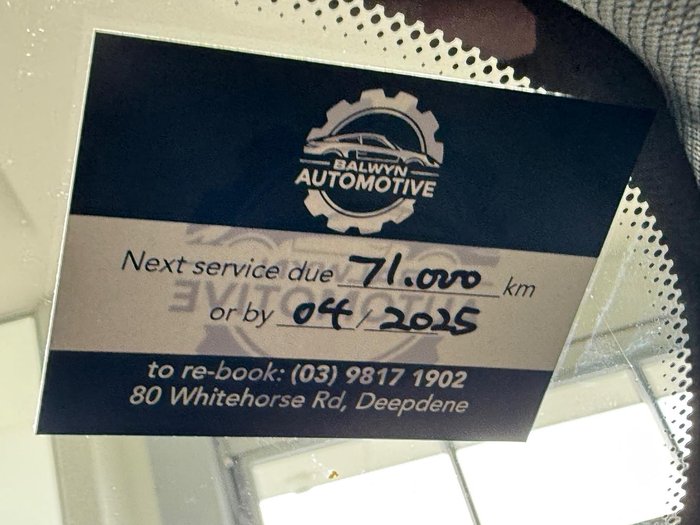 BALWYN
AUTOMOTIVE
Next service due 71.000 km
or by 04/2025
to re-book: (03) 9817 1902
80 Whitehorse Rd, Deepdene